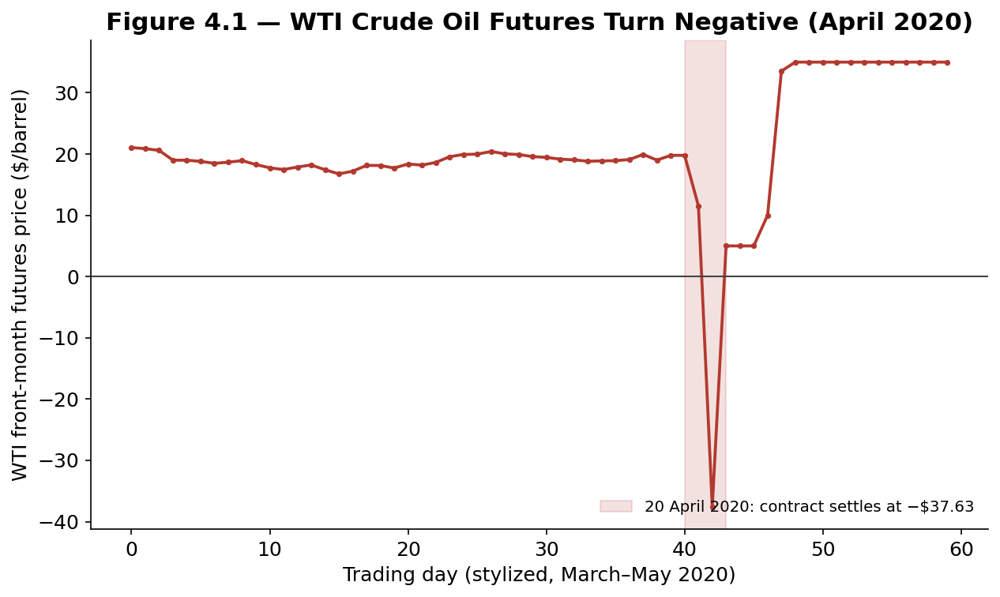 Figure 4.1 — WTI Crude Oil Futures Turn Negative (April 2020)
WTI front-month futures price ($/barrel)
30
20
10
0
−10
−20
−30
−40
20 April 2020: contract settles at −$37.63
0 10 20 30 40 50 60
Trading day (stylized, March–May 2020)